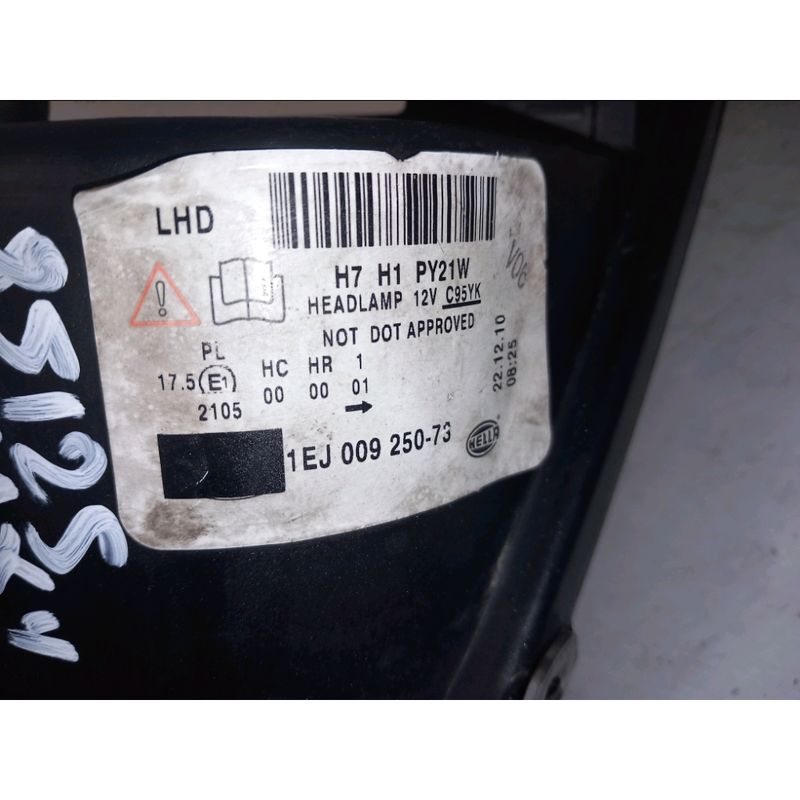 LHD
H7 H1 PY21W
HEADLAMP 12V C95YK
NOT DOT APPROVED
PL HC HR 1
17.5 E1 00 00 01
2105 →
1EJ 009 250-73
HELLA
22.12.10
08:25
V06